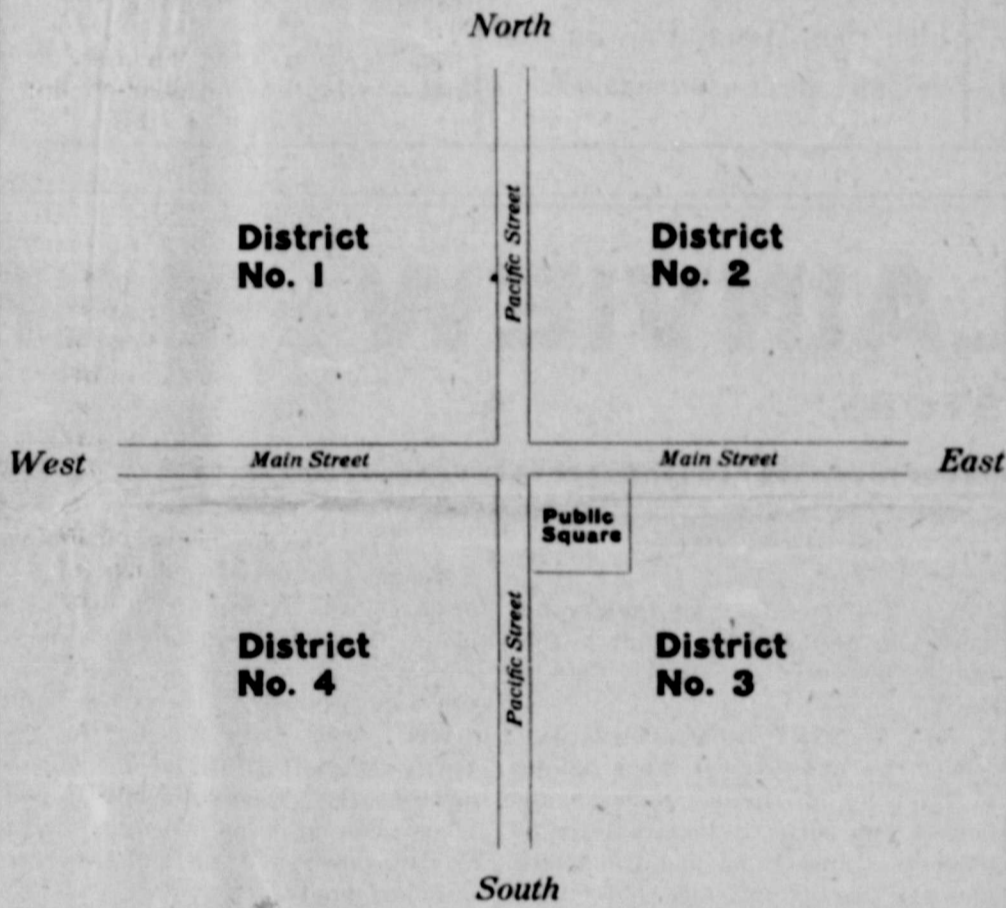 North
District
No. 1
Pacific Street
District
No. 2
West
Main Street
Main Street
East
Public
Square
District
No. 4
Pacific Street
District
No. 3
South